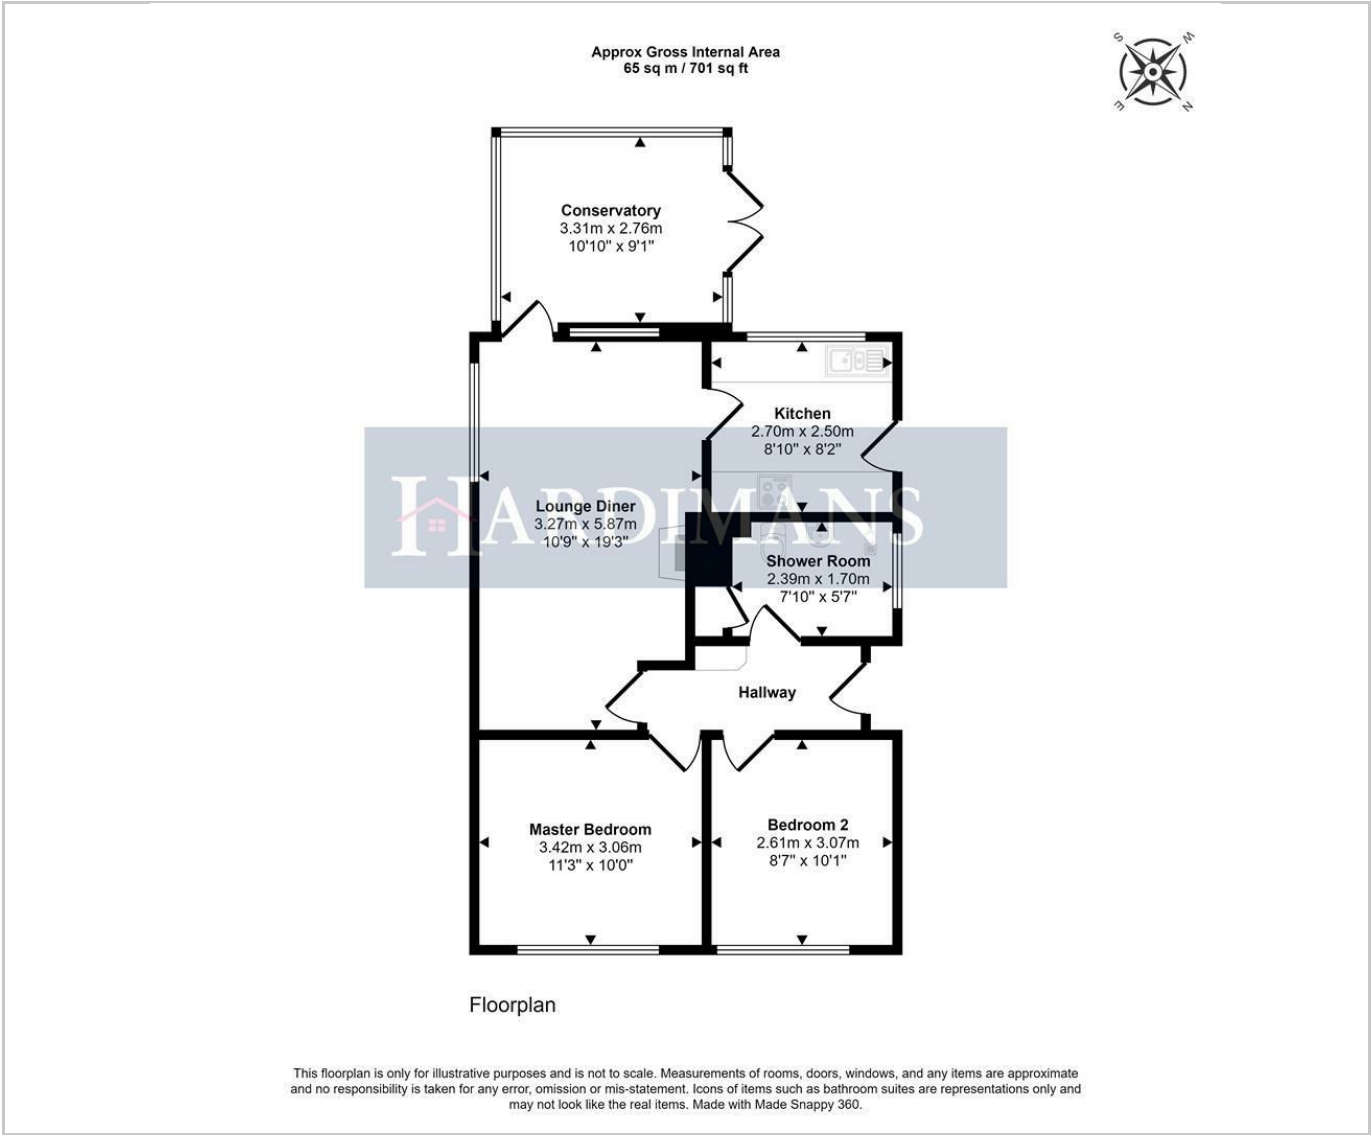 Approx Gross Internal Area
65 sq m / 701 sq ft
S
W
E
N
Conservatory
3.31m x 2.76m
10'10" x 9'1"
Kitchen
2.70m x 2.50m
8'10" x 8'2"
HARDIMANS
Lounge Diner
3.27m x 5.87m
10'9" x 19'3"
Shower Room
2.39m x 1.70m
7'10" x 5'7"
Hallway
Master Bedroom
3.42m x 3.06m
11'3" x 10'0"
Bedroom 2
2.61m x 3.07m
8'7" x 10'1"
Floorplan
This floorplan is only for illustrative purposes and is not to scale. Measurements of rooms, doors, windows, and any items are approximate
and no responsibility is taken for any error, omission or mis-statement. Icons of items such as bathroom suites are representations only and
may not look like the real items. Made with Made Snappy 360.